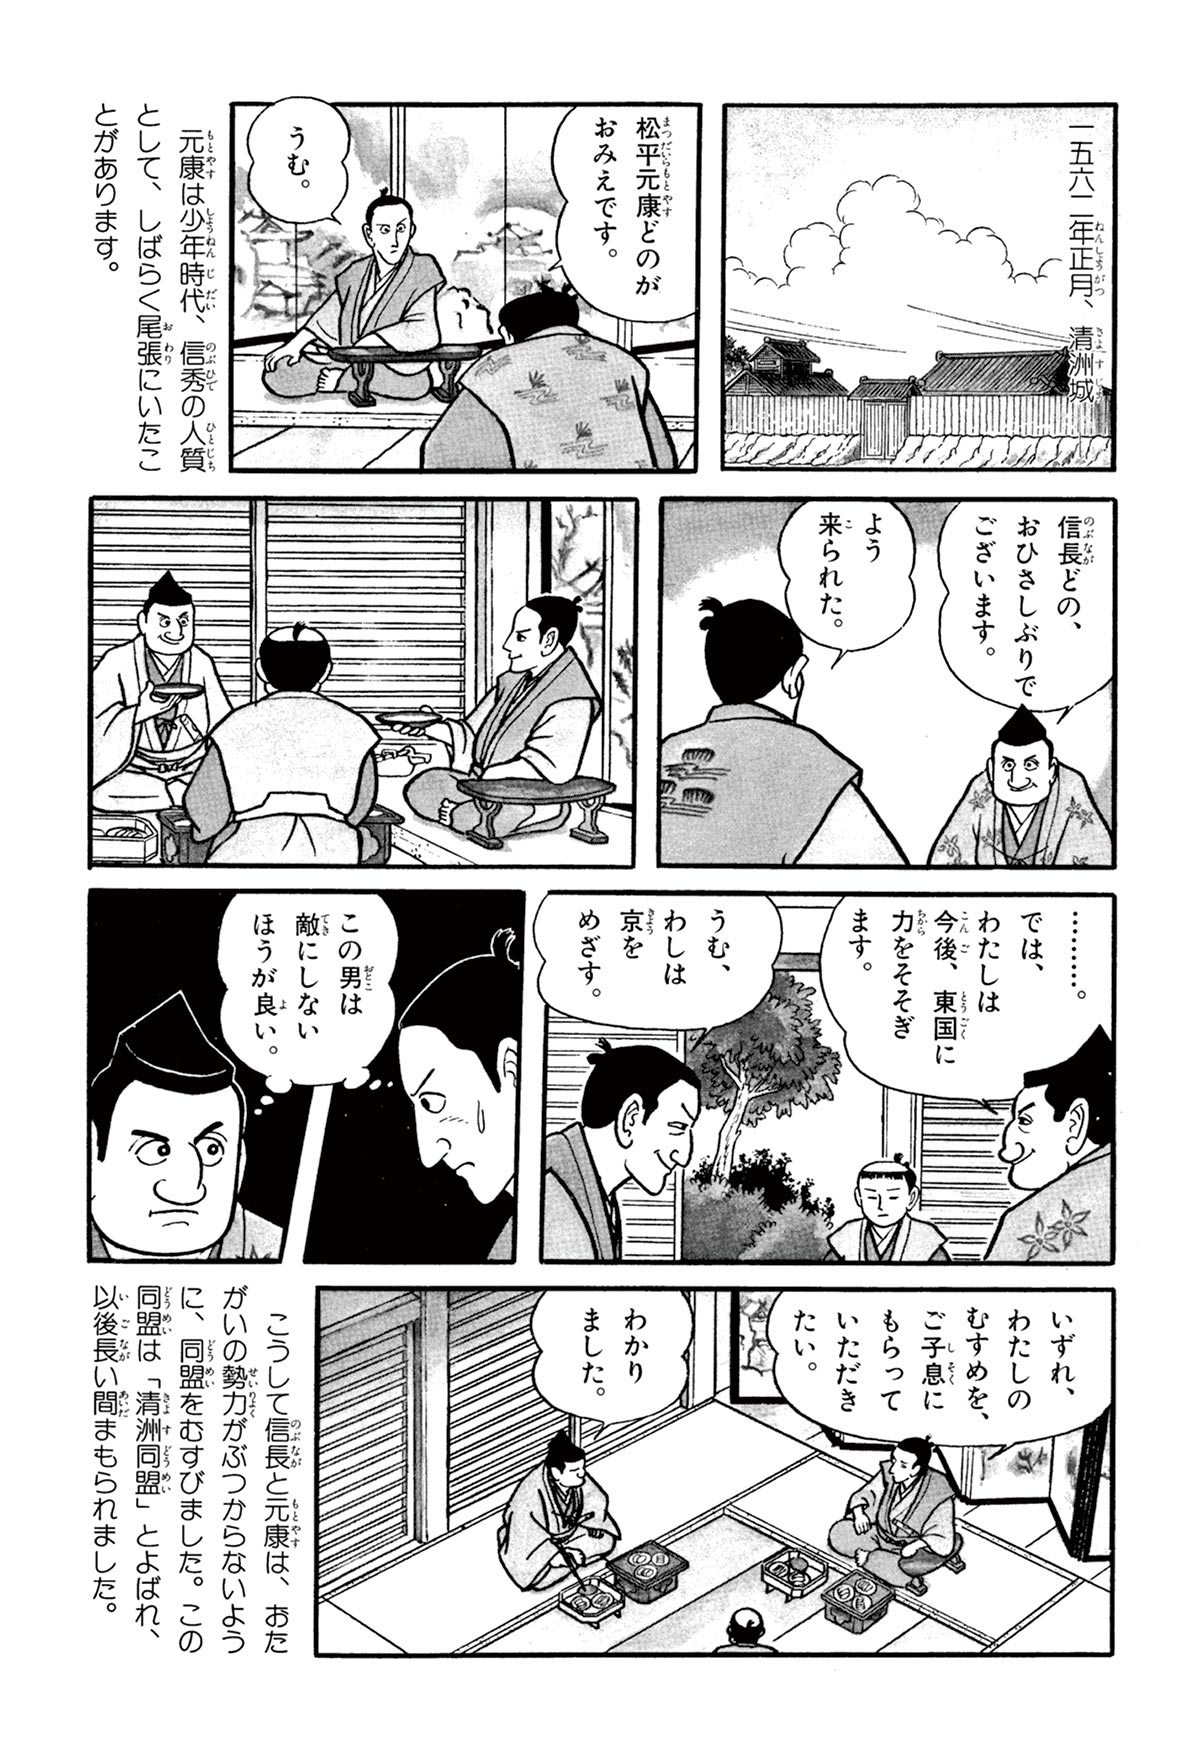 一五六二年正月、清洲城
松平元康どのが
おみえです。
うむ。
元康は少年時代、信秀の人質
として、しばらく尾張にいたこ
とがあります。
信長どの、
おひさしぶりで
ございます。
よう
来られた。
………。
では、
わたしは
今後、東国に
力をそそぎ
ます。
うむ、
わしは
京を
めざす。
この男は
敵にしない
ほうが良い。
いずれ、
わたしの
むすめを、
ご子息に
もらって
いただき
たい。
わかり
ました。
こうして信長と元康は、おた
がいの勢力がぶつからないよう
に、同盟をむすびました。この
同盟は「清洲同盟」とよばれ、
以後長い間まもられました。